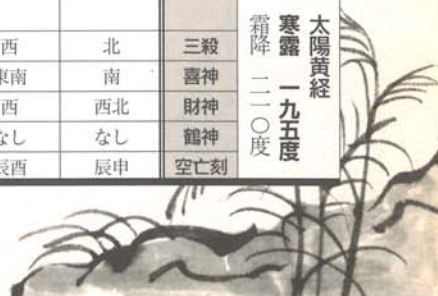 太陽黄経
寒露 一九五度
霜降 二一〇度
三殺 北 西
喜神 南 東南
財神 西北 西
鶴神 なし なし
空亡刻 辰申 辰酉